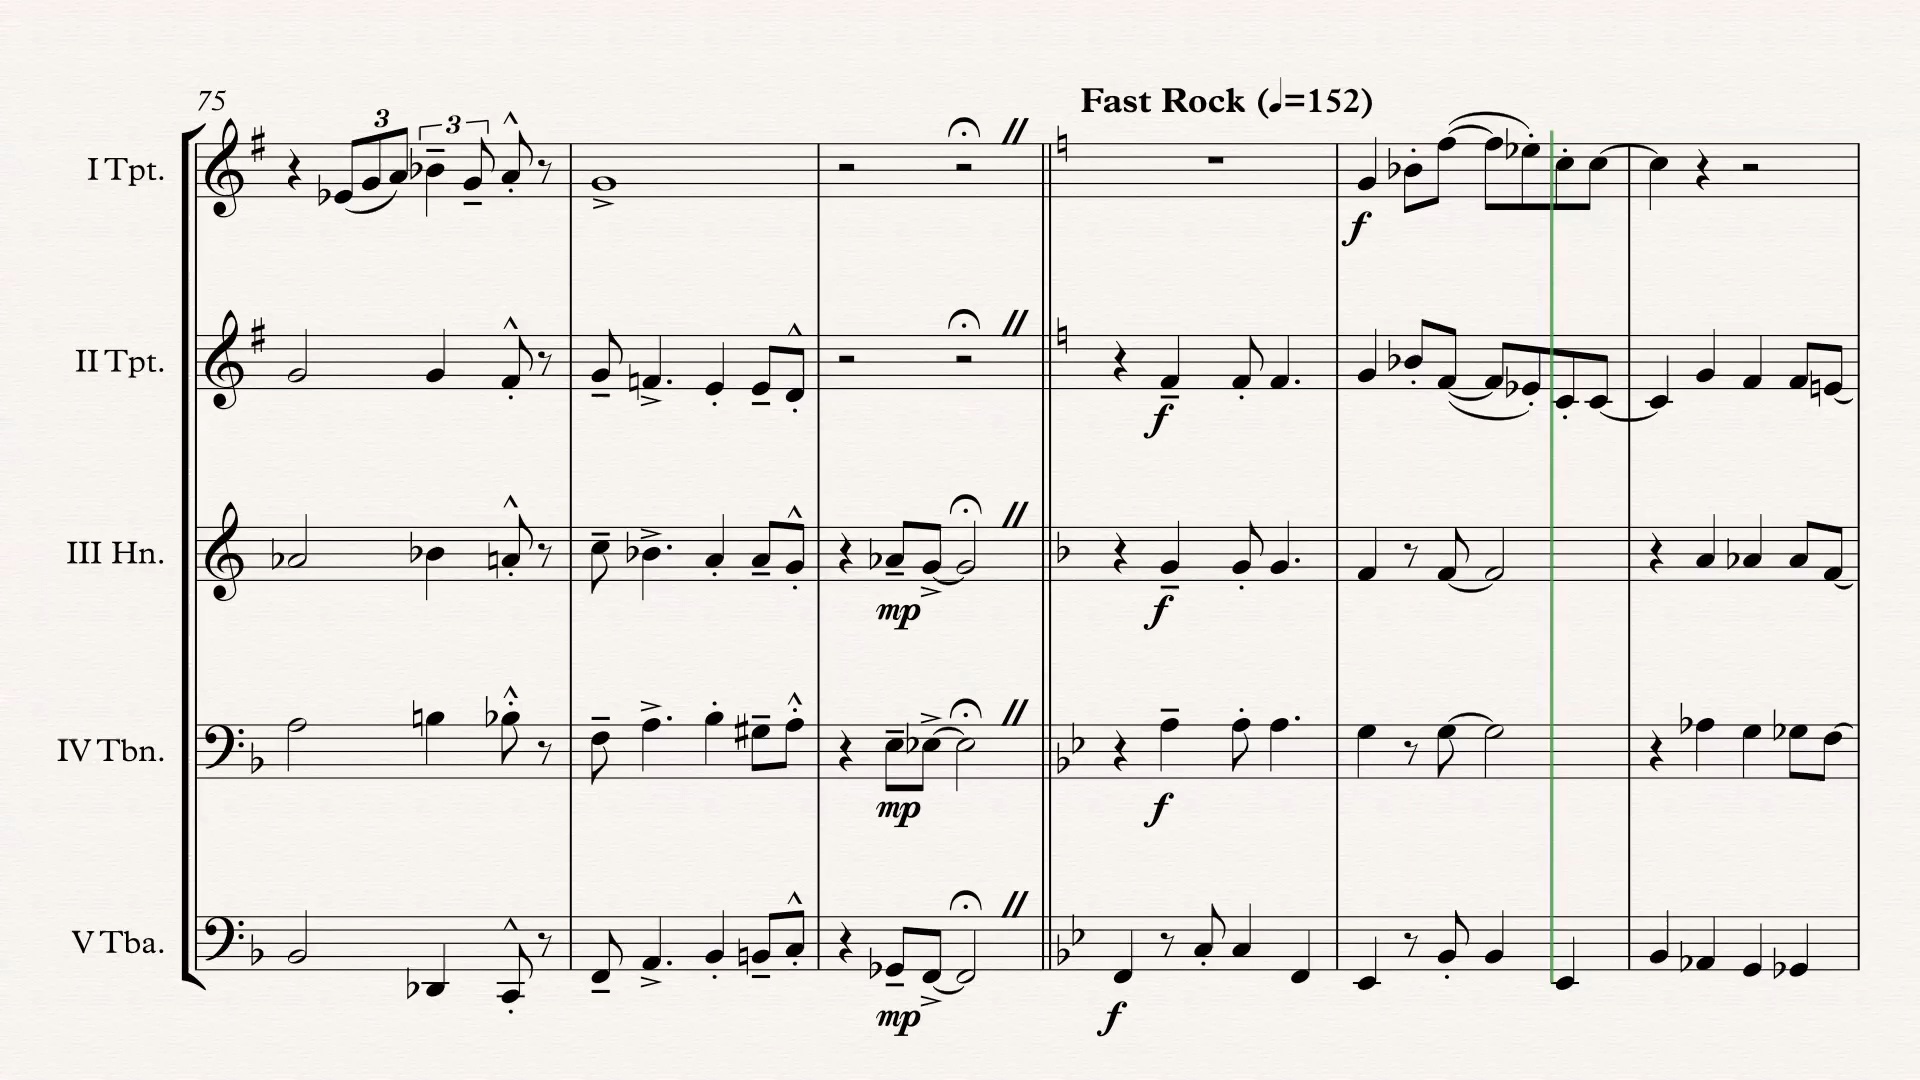 75
Fast Rock (♩=152)
3
3
I Tpt.
f
II Tpt.
f
III Hn.
mp
f
IV Tbn.
mp
f
V Tba.
mp
f